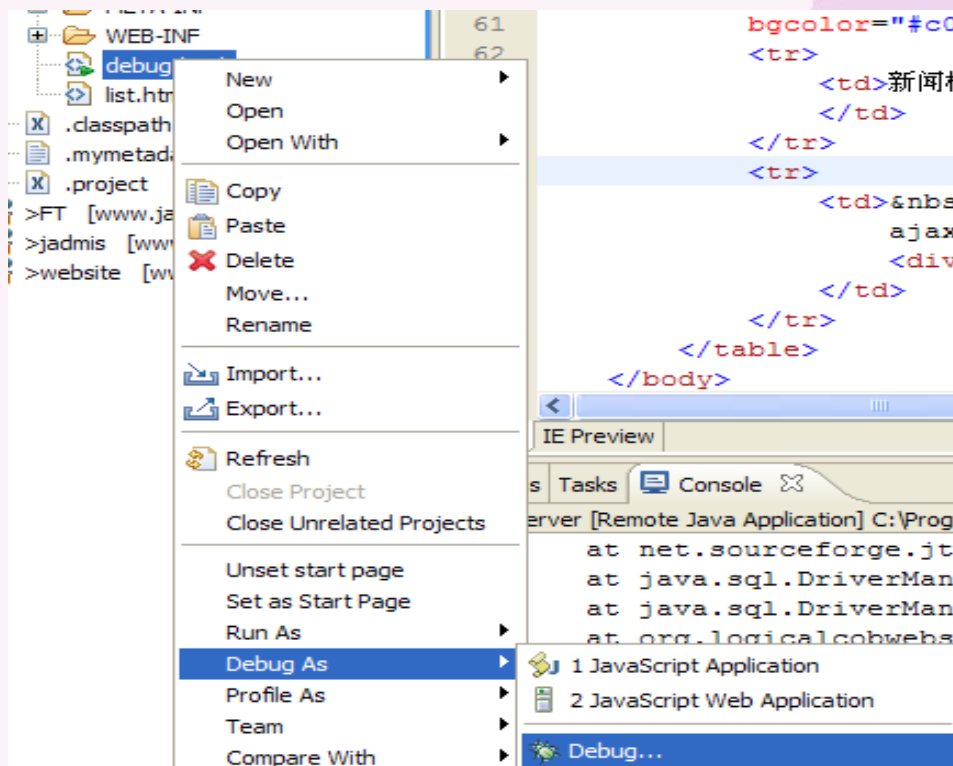 WEB-INF
debug
list.htm
.classpath
.mymetada
.project
>FT [www.ja
>jadmis [www
>website [ww
New
Open
Open With
Copy
Paste
Delete
Move...
Rename
Import...
Export...
Refresh
Close Project
Close Unrelated Projects
Unset start page
Set as Start Page
Run As
Debug As
Profile As
Team
Compare With
1 JavaScript Application
2 JavaScript Web Application
Debug...
61 bgcolor="#c0
62 <tr>
<td>新闻标
</td>
</tr>
<tr>
<td>&nbs
ajax
<div
</td>
</tr>
</table>
</body>
IE Preview
s Tasks Console
erver [Remote Java Application] C:\Prog
at net.sourceforge.jt
at java.sql.DriverMan
at java.sql.DriverMan
at org.logicalcobwebs